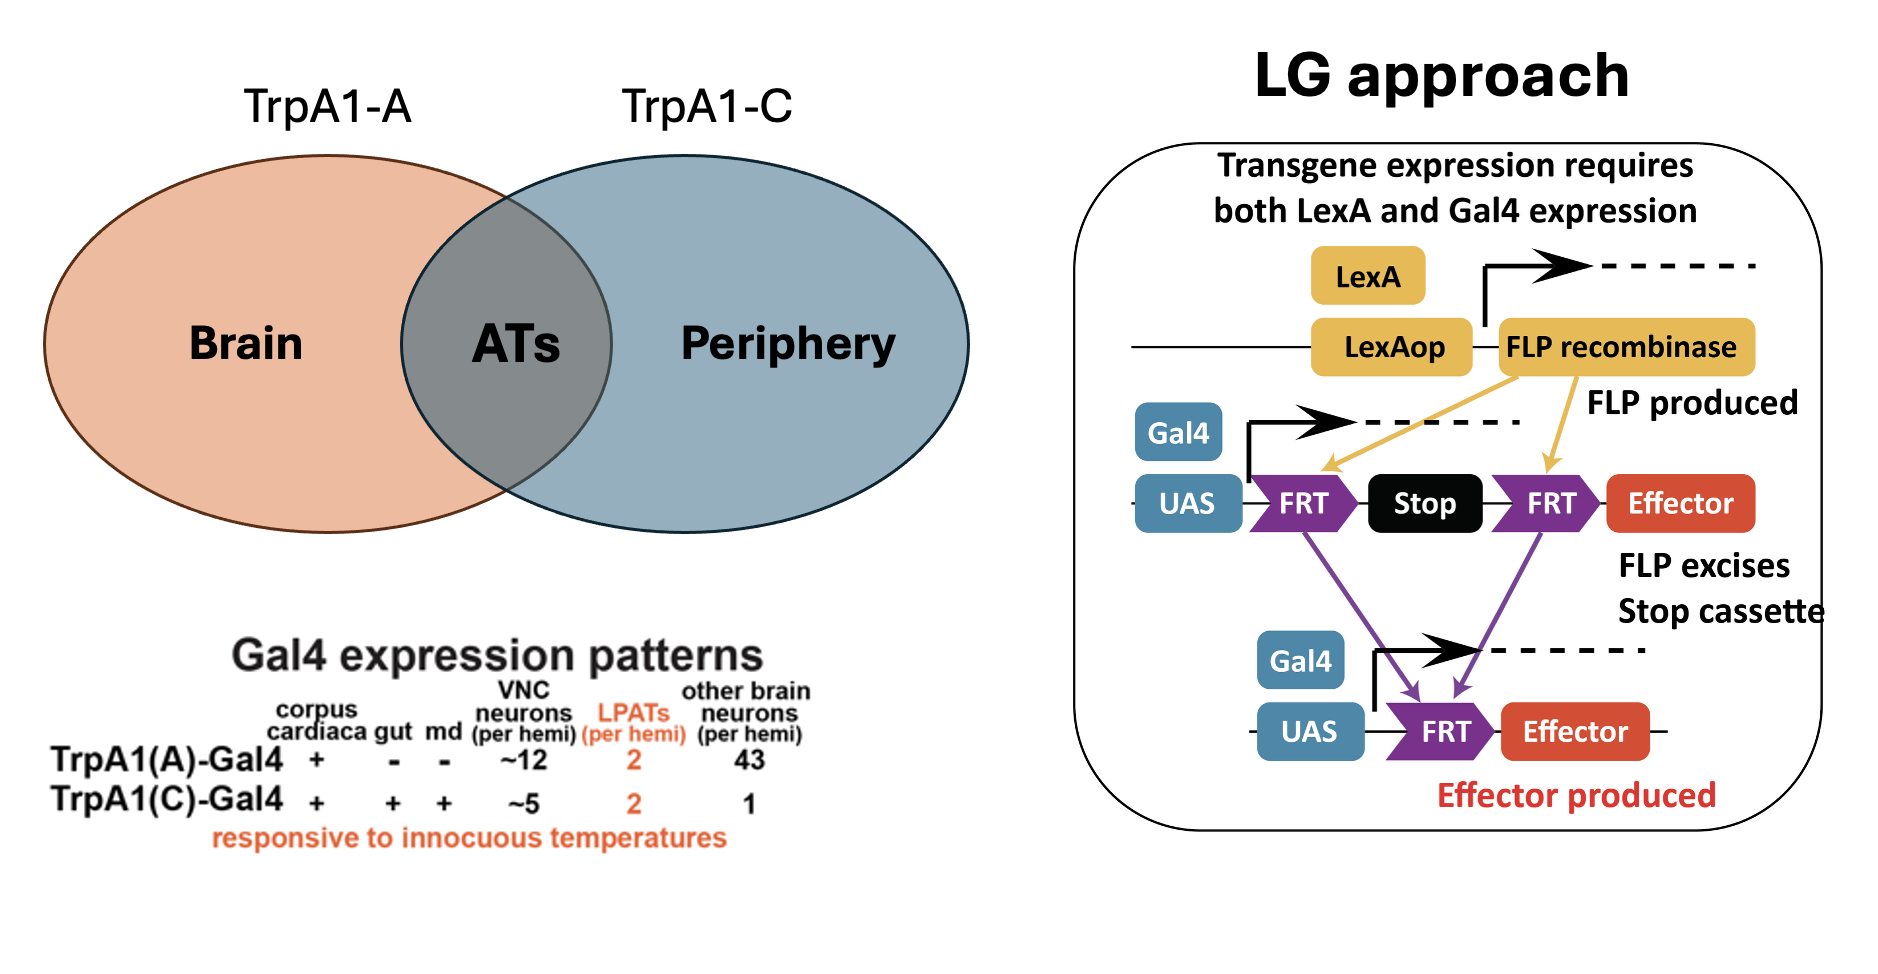 TrpA1-A
TrpA1-C
Brain
ATs
Periphery
Gal4 expression patterns
corpus cardiaca
gut
md
VNC neurons (per hemi)
LPATs (per hemi)
other brain neurons (per hemi)
TrpA1(A)-Gal4 + - - ~12 2 43
TrpA1(C)-Gal4 + + + ~5 2 1
responsive to innocuous temperatures
LG approach
Transgene expression requires
both LexA and Gal4 expression
LexA
LexAop
FLP recombinase
FLP produced
Gal4
UAS
FRT
Stop
FRT
Effector
FLP excises
Stop cassette
Gal4
UAS
FRT
Effector
Effector produced